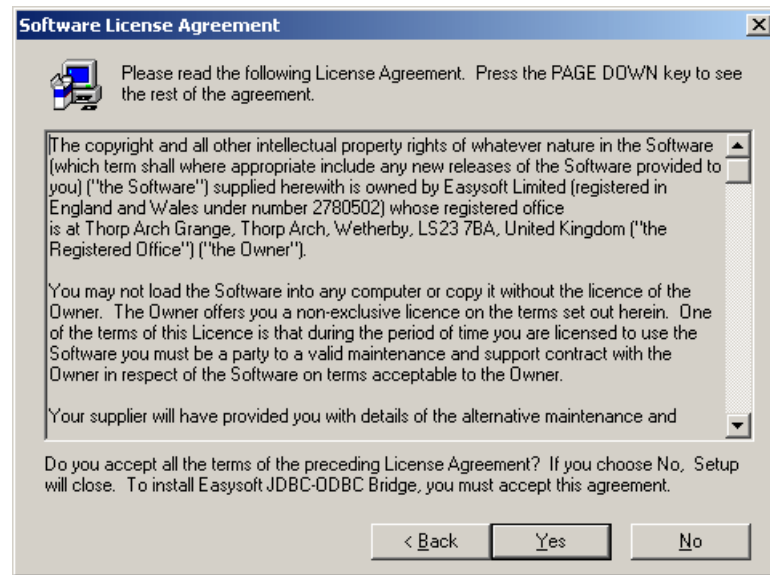 Software License Agreement
Please read the following License Agreement. Press the PAGE DOWN key to see
the rest of the agreement.
The copyright and all other intellectual property rights of whatever nature in the Software
(which term shall where appropriate include any new releases of the Software provided to
you) ("the Software") supplied herewith is owned by Easysoft Limited (registered in
England and Wales under number 2780502) whose registered office
is at Thorp Arch Grange, Thorp Arch, Wetherby, LS23 7BA, United Kingdom ("the
Registered Office") ("the Owner").
You may not load the Software into any computer or copy it without the licence of the
Owner. The Owner offers you a non-exclusive licence on the terms set out herein. One
of the terms of this Licence is that during the period of time you are licensed to use the
Software you must be a party to a valid maintenance and support contract with the
Owner in respect of the Software on terms acceptable to the Owner.
Your supplier will have provided you with details of the alternative maintenance and
Do you accept all the terms of the preceding License Agreement? If you choose No, Setup
will close. To install Easysoft JDBC-ODBC Bridge, you must accept this agreement.
< Back Yes No